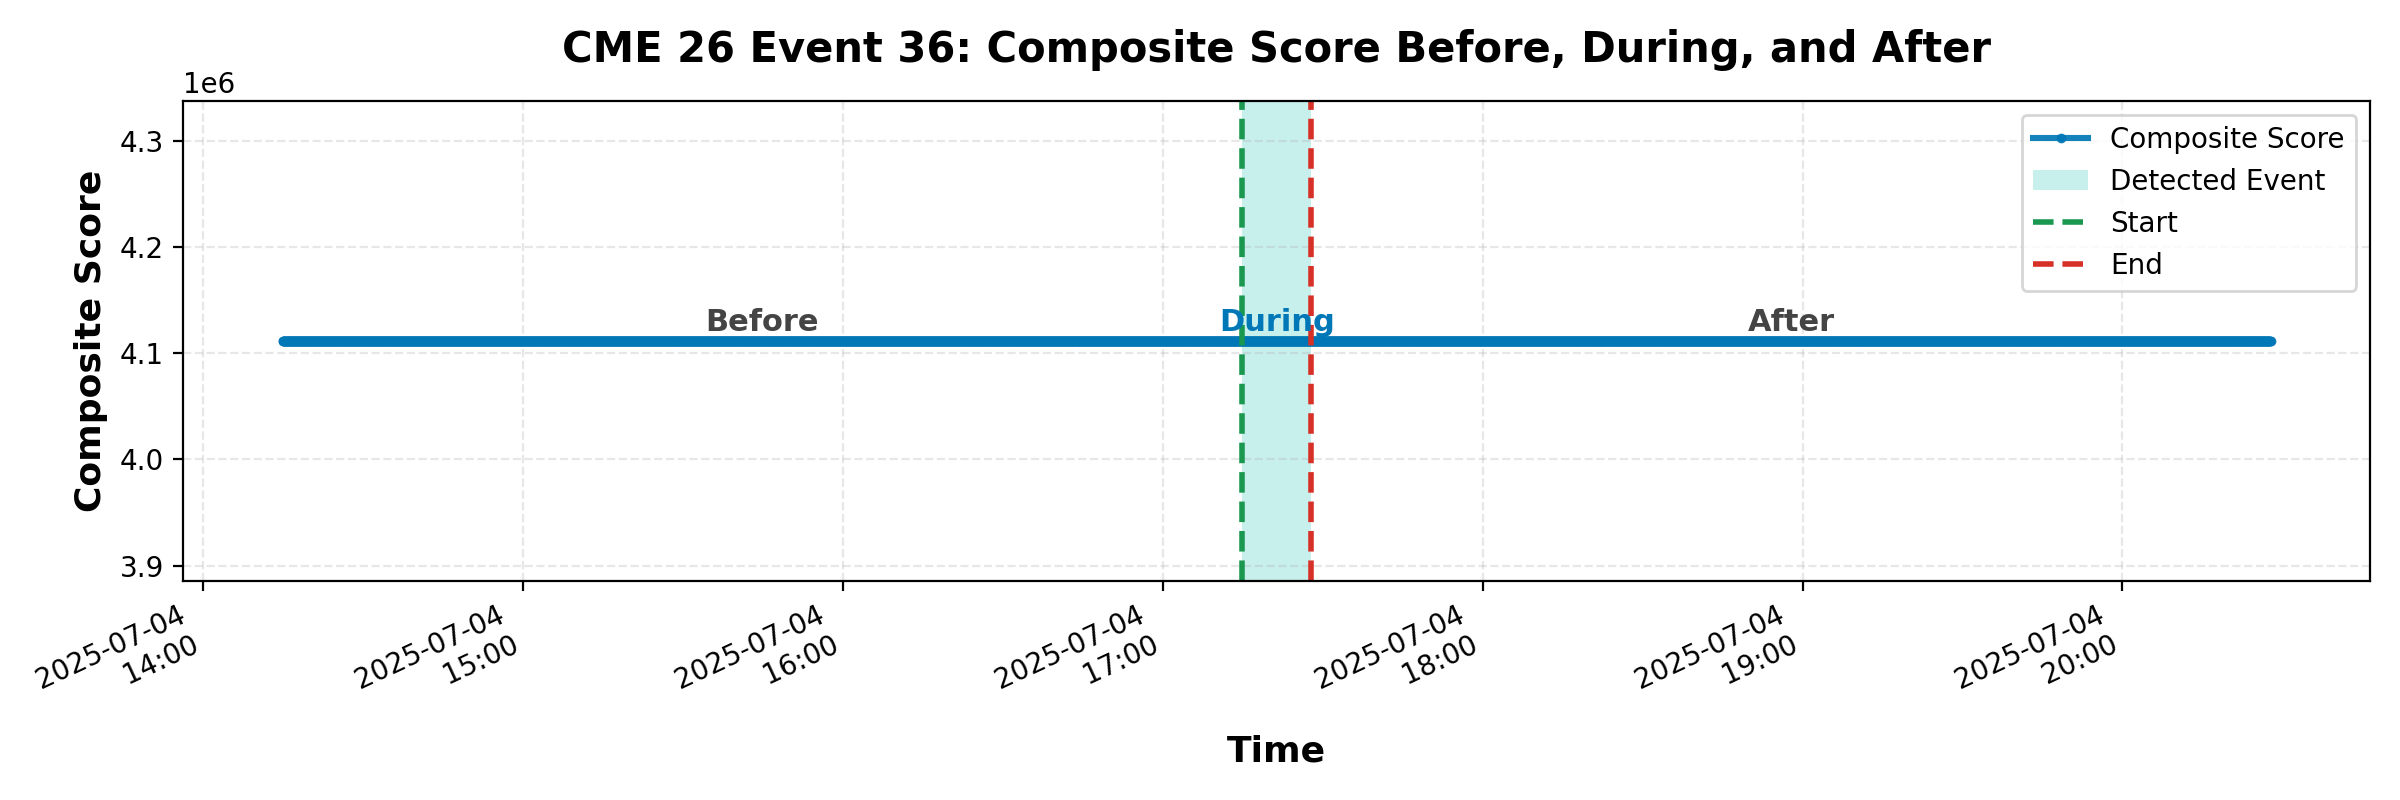 CME 26 Event 36: Composite Score Before, During, and After
1e6
4.3
4.2
4.1
4.0
3.9
Composite Score
Composite Score
Detected Event
Start
End
Before
During
After
2025-07-04
14:00
2025-07-04
15:00
2025-07-04
16:00
2025-07-04
17:00
2025-07-04
18:00
2025-07-04
19:00
2025-07-04
20:00
Time